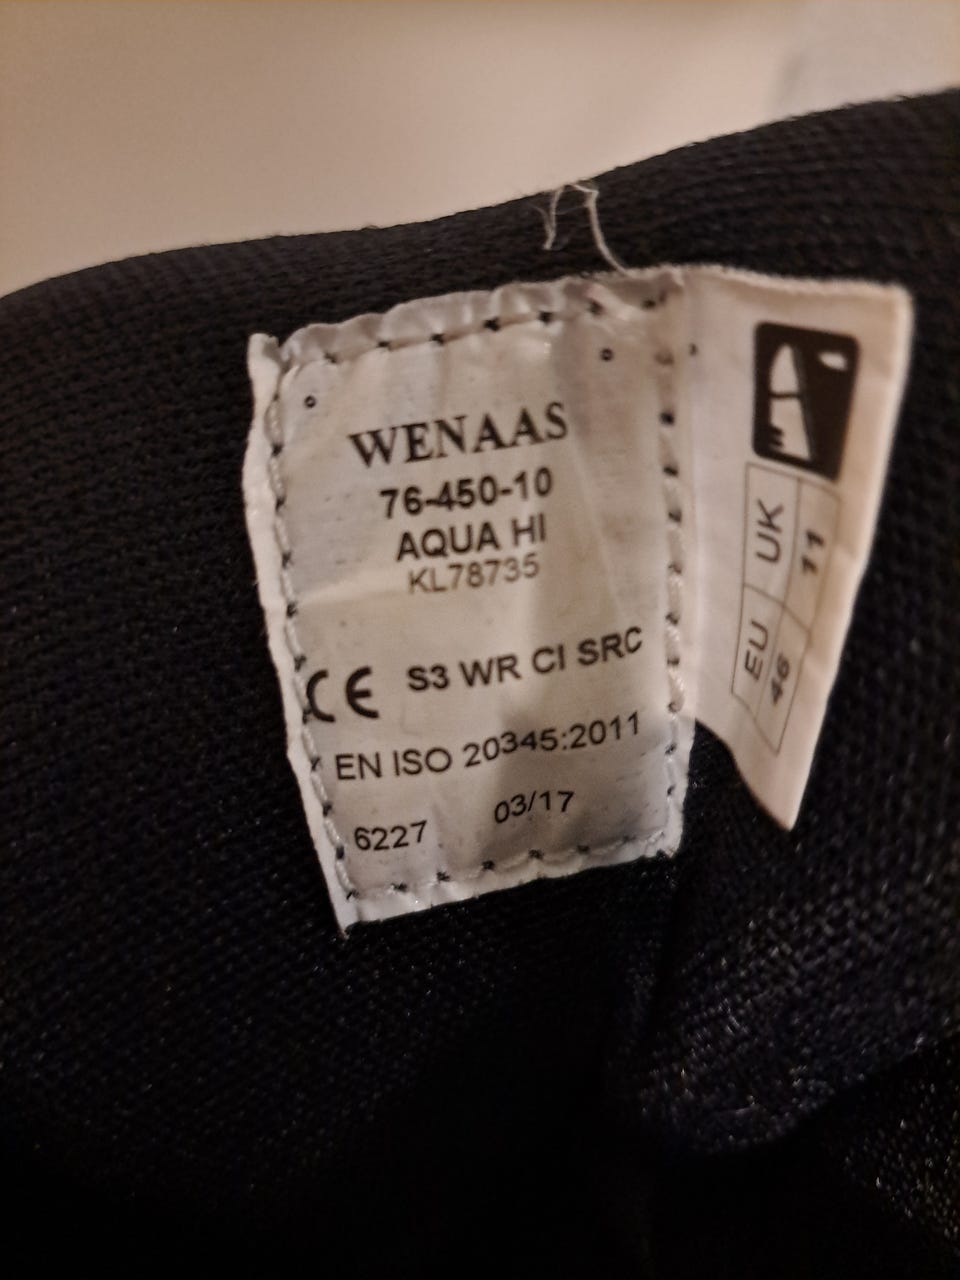 WENAAS
76-450-10
AQUA HI
KL78735
CE S3 WR CI SRC
EN ISO 20345:2011
6227 03/17
EU UK
46 11